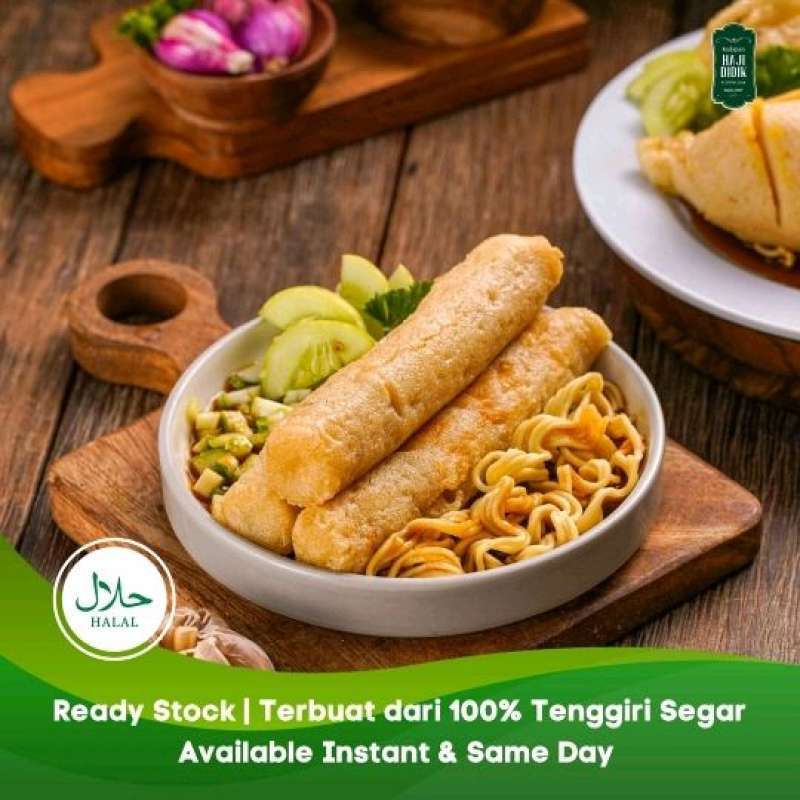 HAJI
DIDIK
حلال
HALAL
Ready Stock | Terbuat dari 100% Tenggiri Segar
Available Instant & Same Day